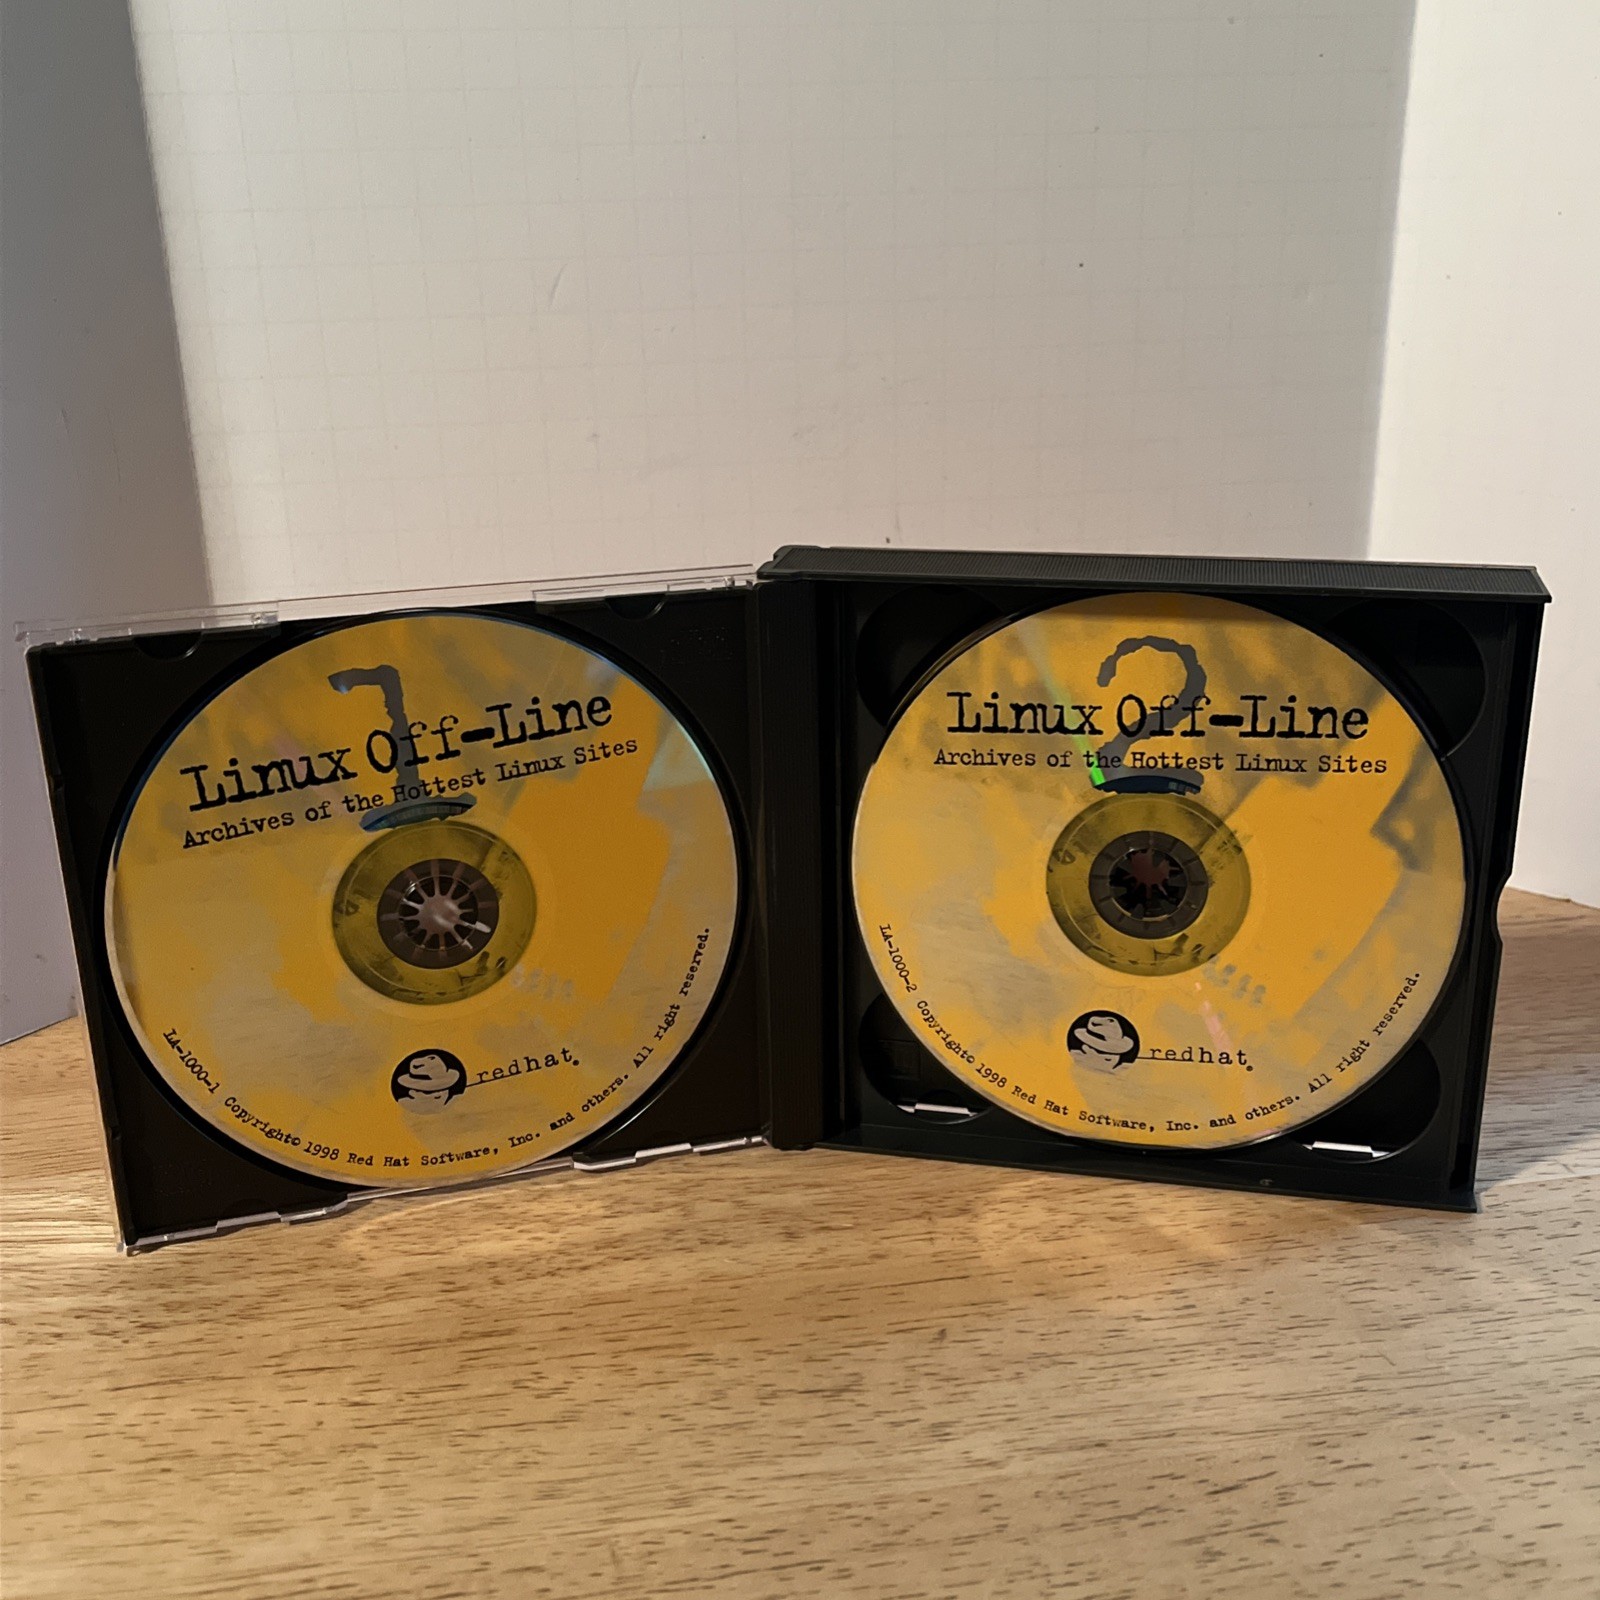 1
Linux Off-Line
Archives of the Hottest Linux Sites
redhat®
LA-1000-1 Copyright© 1998 Red Hat Software, Inc. and others. All right reserved.
2
Linux Off-Line
Archives of the Hottest Linux Sites
redhat®
LA-1000-2 Copyright© 1998 Red Hat Software, Inc. and others. All right reserved.